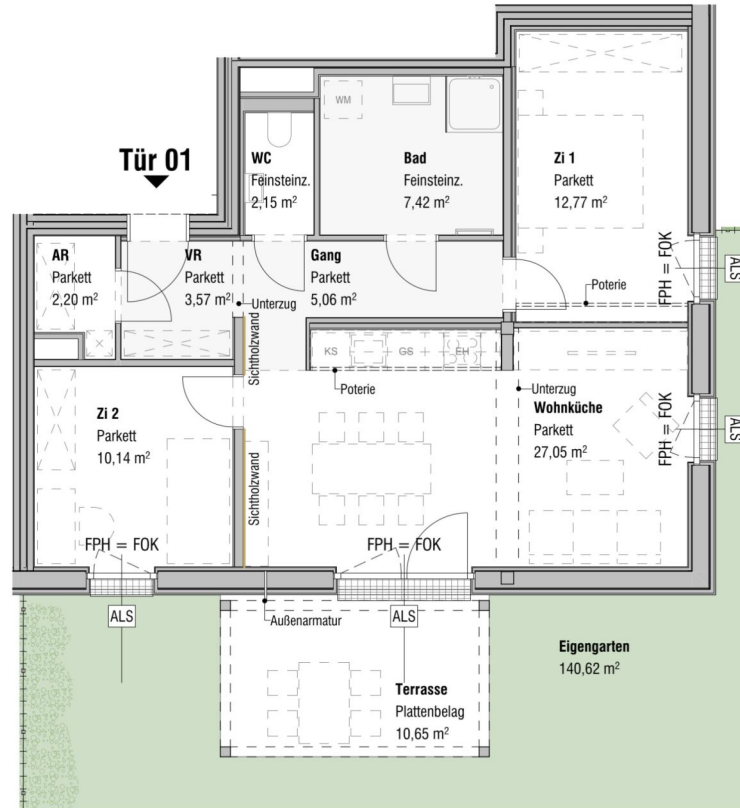 WM
Tür 01
WC
Feinsteinz.
2,15 m²
Bad
Feinsteinz.
7,42 m²
Zi 1
Parkett
12,77 m²
AR
Parkett
2,20 m²
VR
Parkett
3,57 m²
Gang
Parkett
5,06 m²
Unterzug
Poterie
FPH = FOK
ALS
Sichtholzwand
KS
GS
EH
Poterie
Unterzug
Zi 2
Parkett
10,14 m²
Wohnküche
Parkett
27,05 m²
FPH = FOK
ALS
Sichtholzwand
FPH = FOK
FPH = FOK
ALS
ALS
Außenarmatur
Eigengarten
140,62 m²
Terrasse
Plattenbelag
10,65 m²